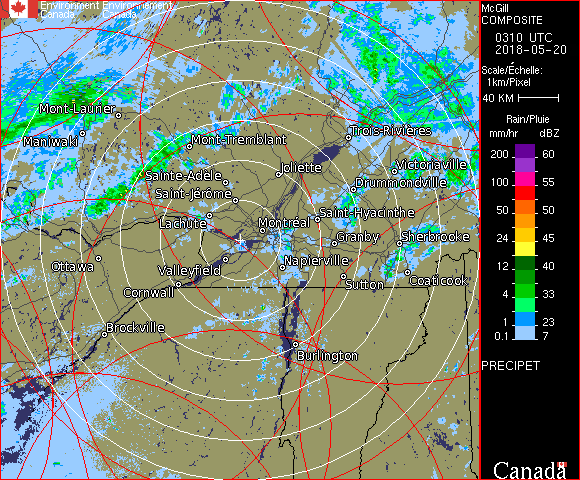 Environment Environnement
Canada Canada
McGill
COMPOSITE
0310 UTC
2018-05-20
Scale/Échelle:
1km/Pixel
40 KM
Rain/Pluie
mm/hr dBZ
200 60
100 55
50 50
24 45
12 40
4 33
1 23
0.1 7
PRECIPET
Canada
Mont-Laurier
Maniwaki
Mont-Tremblant
Trois-Rivières
Joliette
Victoriaville
Sainte-Adèle
Drummondville
Saint-Jérôme
Saint-Hyacinthe
Lachute
Montréal
Granby
Sherbrooke
Ottawa
Valleyfield
Napierville
Sutton
Coaticook
Cornwall
Brockville
Burlington